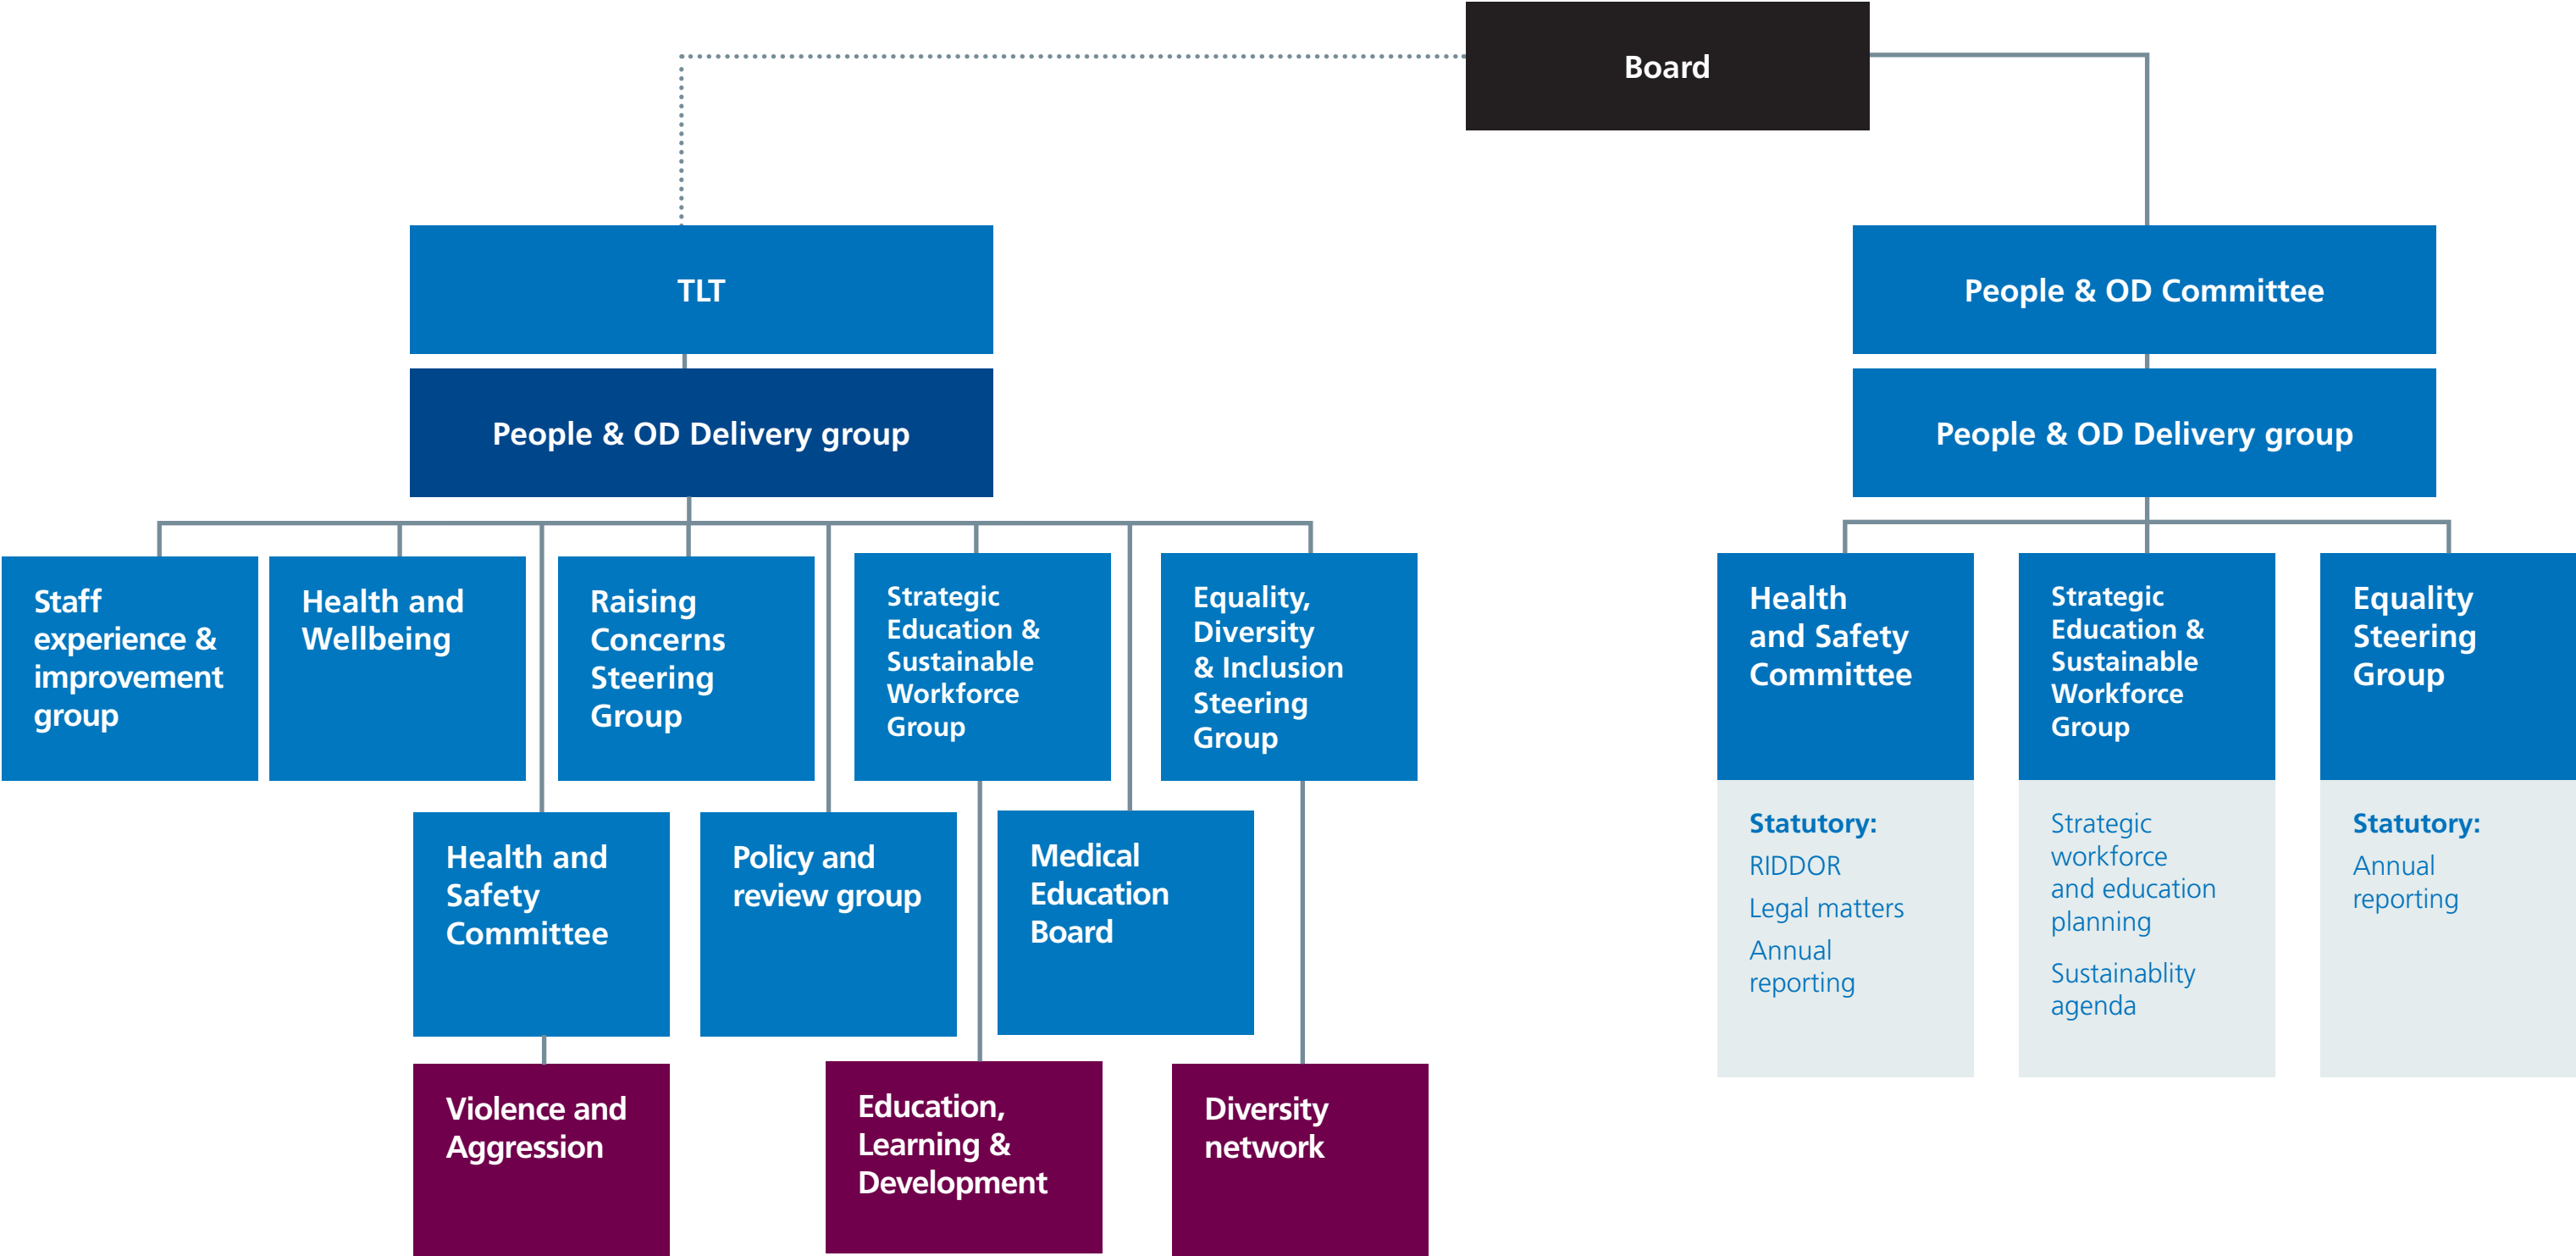 Board
TLT
People & OD Committee
People & OD Delivery group
People & OD Delivery group
Staff
experience &
improvement
group
Health and
Wellbeing
Raising
Concerns
Steering
Group
Strategic
Education &
Sustainable
Workforce
Group
Equality,
Diversity
& Inclusion
Steering
Group
Health
and Safety
Committee
Strategic
Education &
Sustainable
Workforce
Group
Equality
Steering
Group
Health and
Safety
Committee
Policy and
review group
Medical
Education
Board
Statutory:
RIDDOR
Legal matters
Annual
reporting
Strategic
workforce
and education
planning
Sustainablity
agenda
Statutory:
Annual
reporting
Violence and
Aggression
Education,
Learning &
Development
Diversity
network